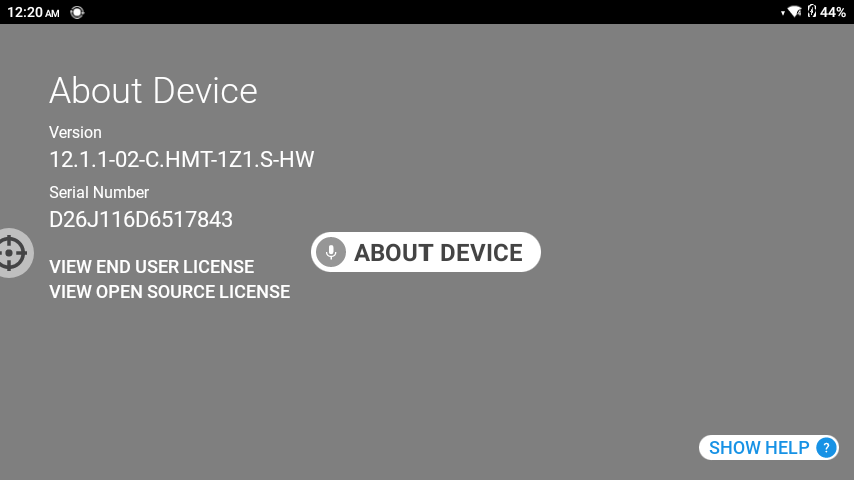 12:20 AM
44%
About Device
Version
12.1.1-02-C.HMT-1Z1.S-HW
Serial Number
D26J116D6517843
ABOUT DEVICE
VIEW END USER LICENSE
VIEW OPEN SOURCE LICENSE
SHOW HELP ?